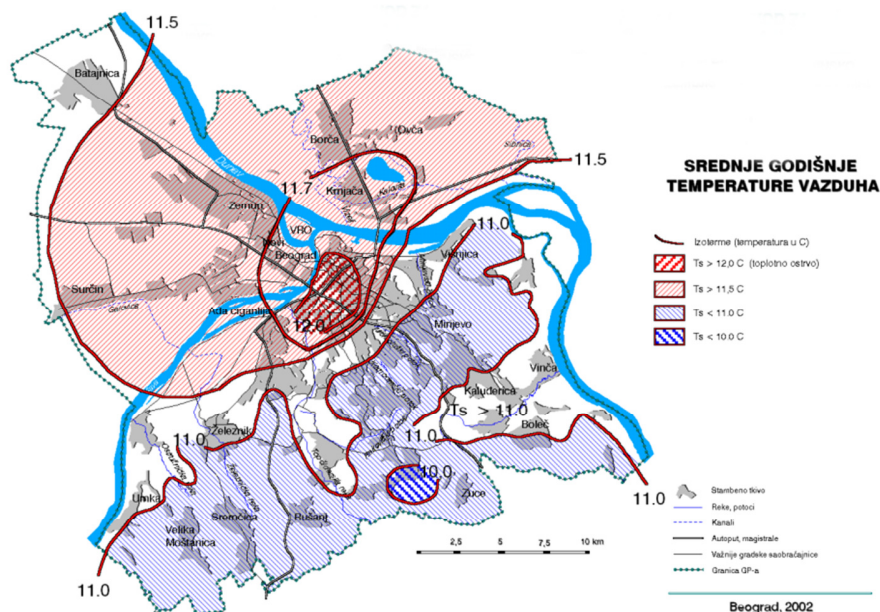 11.5
Batajnica
Borča
Ovča
Dunav
11.5
11.7
Krnjača
Zemun
VRO
11.0
Novi
Beograd
Višnjica
Surčin
Ada ciganlija
12.0
Mirijevo
Vinča
Kaluđerica
Ts > 11.0
Železnik
11.0
11.0
Boleč
10.0
Umka
Zuce
11.0
Velika
Moštanica
Sremčica
Rušanj
11.0
2,5
5
7,5
10 km
SREDNJE GODIŠNJE
TEMPERATURE VAZDUHA
Izoterme (temperatura u C)
Ts > 12,0 C (toplotno ostrvo)
Ts > 11,5 C
Ts < 11.0 C
Ts < 10.0 C
Stambeno tkivo
Reke, potoci
Kanali
Autoput, magistrale
Važnije gradske saobraćajnice
Granica GP-a
Beograd, 2002